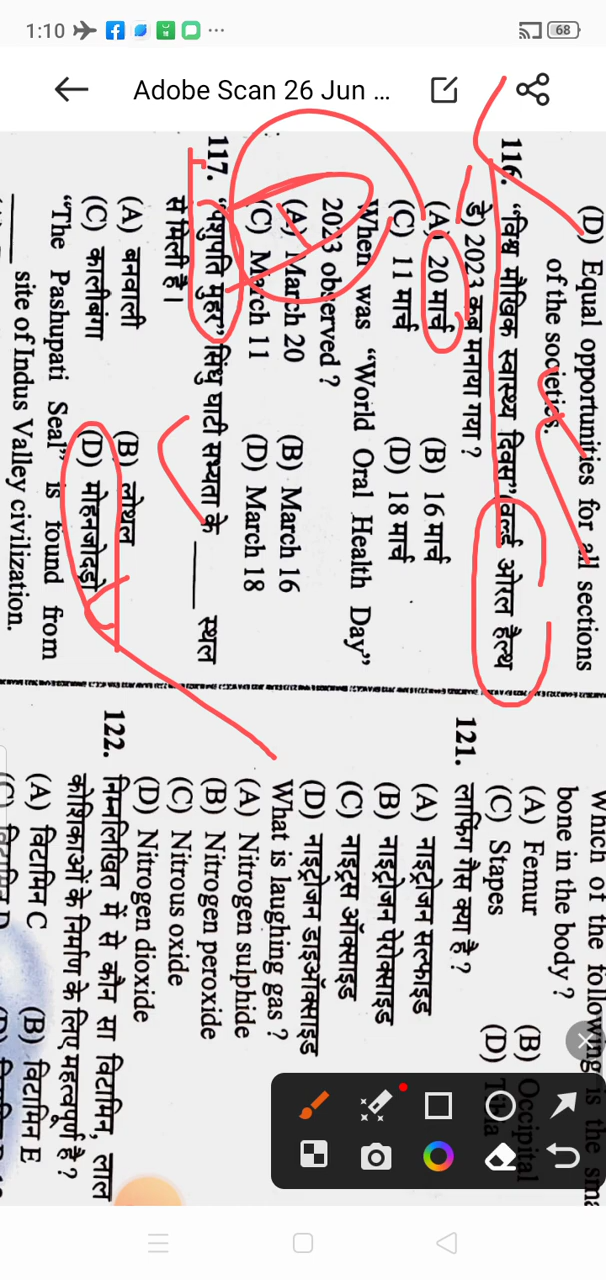 1:10
68
Adobe Scan 26 Jun ...
(D) Equal opportunities for all sections
of the societies.
116. "विश्व मौखिक स्वास्थ्य दिवस" (वर्ल्ड ओरल हैल्थ
डे) 2023 कब मनाया गया ?
(A) 20 मार्च (B) 16 मार्च
(C) 11 मार्च (D) 18 मार्च
When was "World Oral Health Day"
2023 observed ?
(A) March 20 (B) March 16
(C) March 11 (D) March 18
117. "पशुपति मुहर" सिंधु घाटी सभ्यता के ______ स्थल
से मिली है।
(A) बनवाली (B) लोथल
(C) कालीबंगा (D) मोहनजोदड़ो
"The Pashupati Seal" is found from
______ site of Indus Valley civilization.
Which of the following is the
bone in the body ?
(A) Femur (B) Occipital
(C) Stapes (D)
121. लाफिंग गैस क्या है ?
(A) नाइट्रोजन सल्फाइड
(B) नाइट्रोजन पेरोक्साइड
(C) नाइट्रस ऑक्साइड
(D) नाइट्रोजन डाइऑक्साइड
What is laughing gas ?
(A) Nitrogen sulphide
(B) Nitrogen peroxide
(C) Nitrous oxide
(D) Nitrogen dioxide
122. निम्नलिखित में से कौन सा विटामिन, लाल
कोशिकाओं के निर्माण के लिए महत्वपूर्ण है ?
(A) विटामिन C (B) विटामिन E
(C) विटामिन D